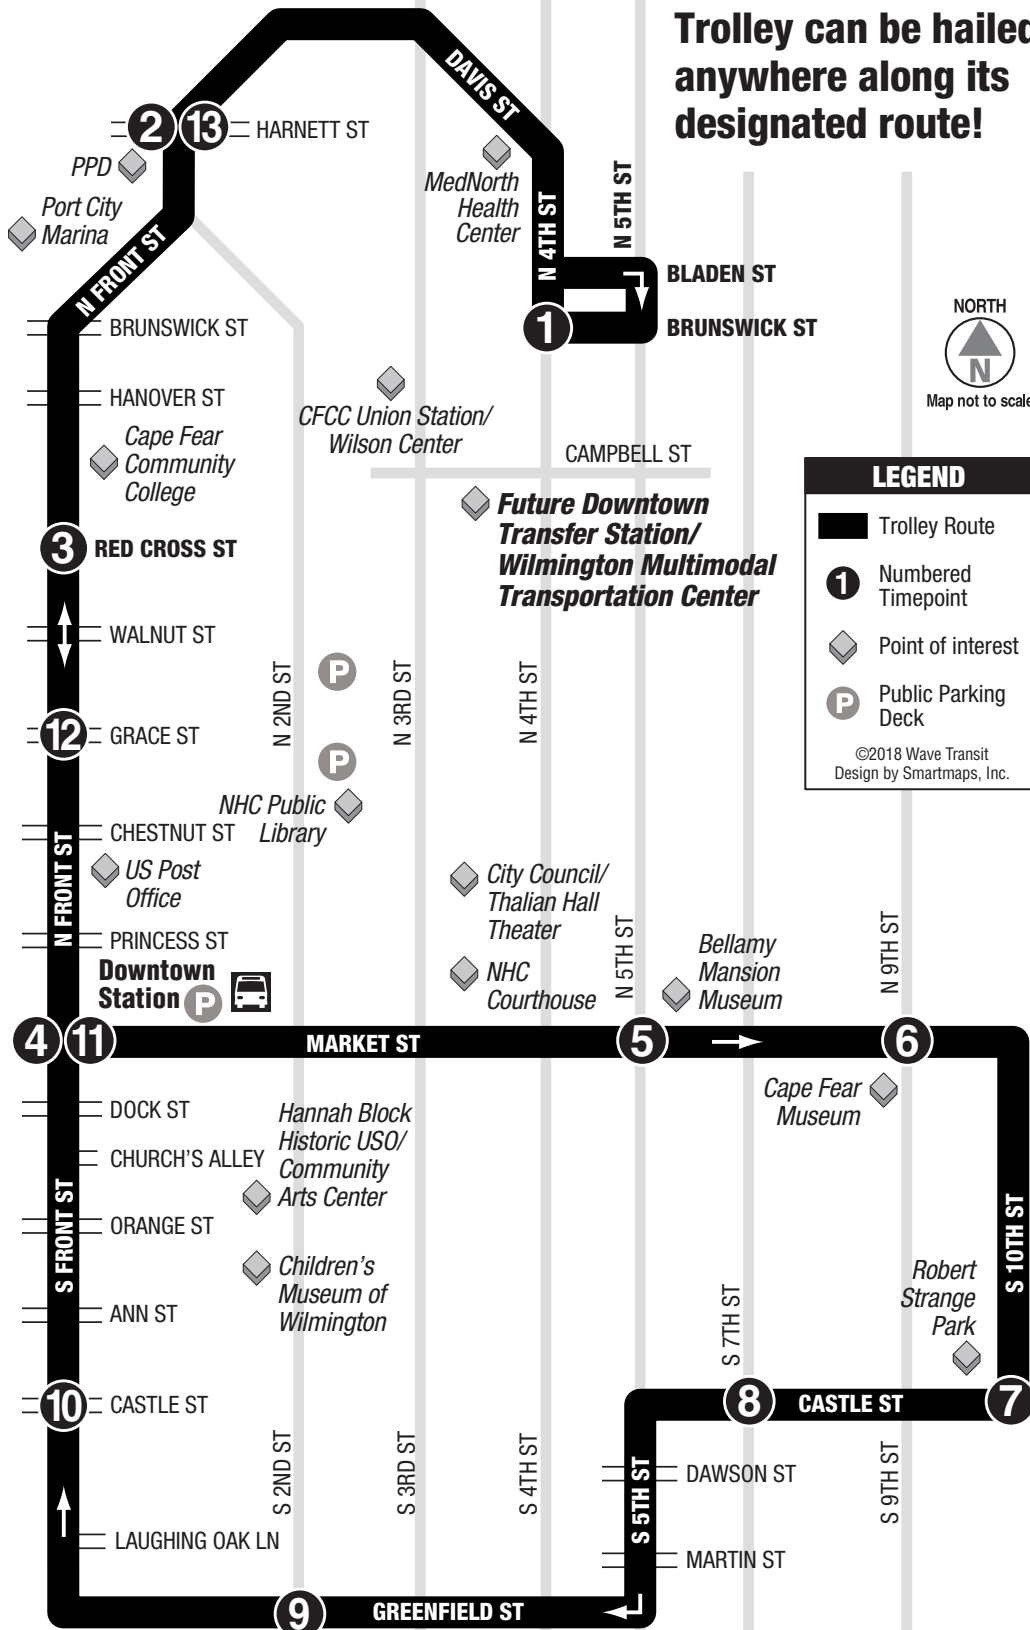 Trolley can be hailed
anywhere along its
designated route!
DAVIS ST
2
13
HARNETT ST
PPD
Port City
Marina
MedNorth
Health
Center
N 4TH ST
N 5TH ST
N FRONT ST
BLADEN ST
1
BRUNSWICK ST
BRUNSWICK ST
NORTH
N
Map not to scale
HANOVER ST
CFCC Union Station/
Wilson Center
Cape Fear
Community
College
CAMPBELL ST
Future Downtown
Transfer Station/
Wilmington Multimodal
Transportation Center
LEGEND
Trolley Route
1 Numbered
Timepoint
Point of interest
P Public Parking
Deck
©2018 Wave Transit
Design by Smartmaps, Inc.
3 RED CROSS ST
WALNUT ST
N 2ND ST
P
N 3RD ST
N 4TH ST
12 GRACE ST
P
NHC Public
Library
CHESTNUT ST
N FRONT ST
US Post
Office
City Council/
Thalian Hall
Theater
PRINCESS ST
NHC
Courthouse
N 5TH ST
Bellamy
Mansion
Museum
N 9TH ST
Downtown
Station P
4
11
MARKET ST
5
6
DOCK ST
Hannah Block
Historic USO/
Community
Arts Center
Cape Fear
Museum
CHURCH'S ALLEY
S FRONT ST
ORANGE ST
S 10TH ST
Children's
Museum of
Wilmington
Robert
Strange
Park
ANN ST
S 7TH ST
10 CASTLE ST
8
CASTLE ST
7
S 2ND ST
S 3RD ST
S 4TH ST
S 5TH ST
DAWSON ST
S 9TH ST
LAUGHING OAK LN
MARTIN ST
9
GREENFIELD ST